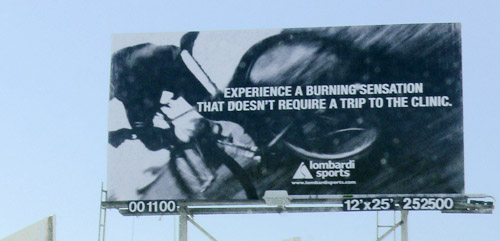 EXPERIENCE A BURNING SENSATION
THAT DOESN'T REQUIRE A TRIP TO THE CLINIC.
lombardi
sports
www.lombardisports.com
001100
12'x25' - 252500